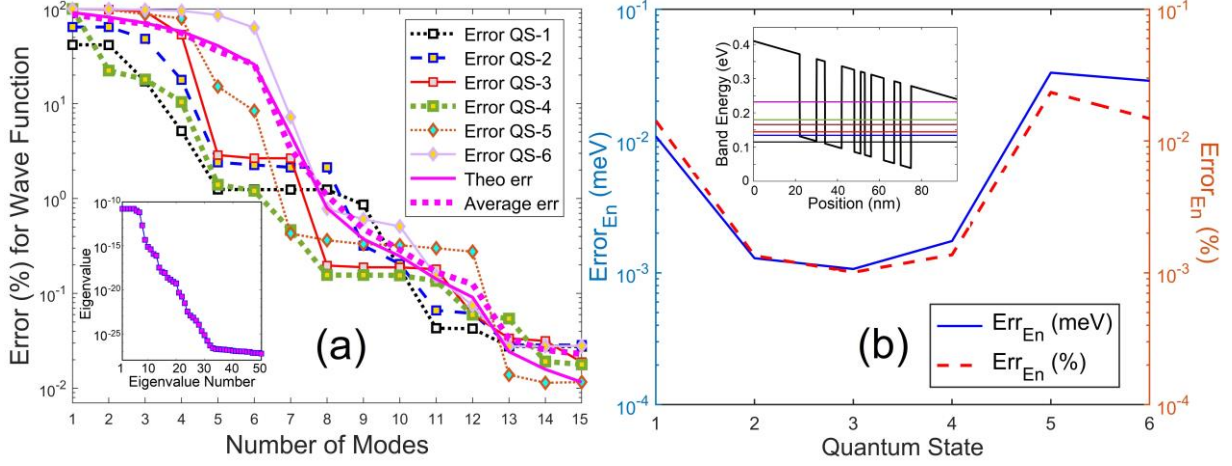 Error (%) for Wave Function
10^2
10^1
10^0
10^-1
10^-2
Error QS-1
Error QS-2
Error QS-3
Error QS-4
Error QS-5
Error QS-6
Theo err
Average err
Eigenvalue
10^-10
10^-15
10^-20
10^-25
1 10 20 30 40 50
Eigenvalue Number
(a)
1 2 3 4 5 6 7 8 9 10 11 12 13 14 15
Number of Modes
Error_En (meV)
10^-1
10^-2
10^-3
10^-4
Band Energy (eV)
0.4
0.3
0.2
0.1
0
0 20 40 60 80
Position (nm)
(b)
Err_En (meV)
Err_En (%)
1 2 3 4 5 6
Quantum State
10^-1
10^-2
10^-3
10^-4
Error_En (%)